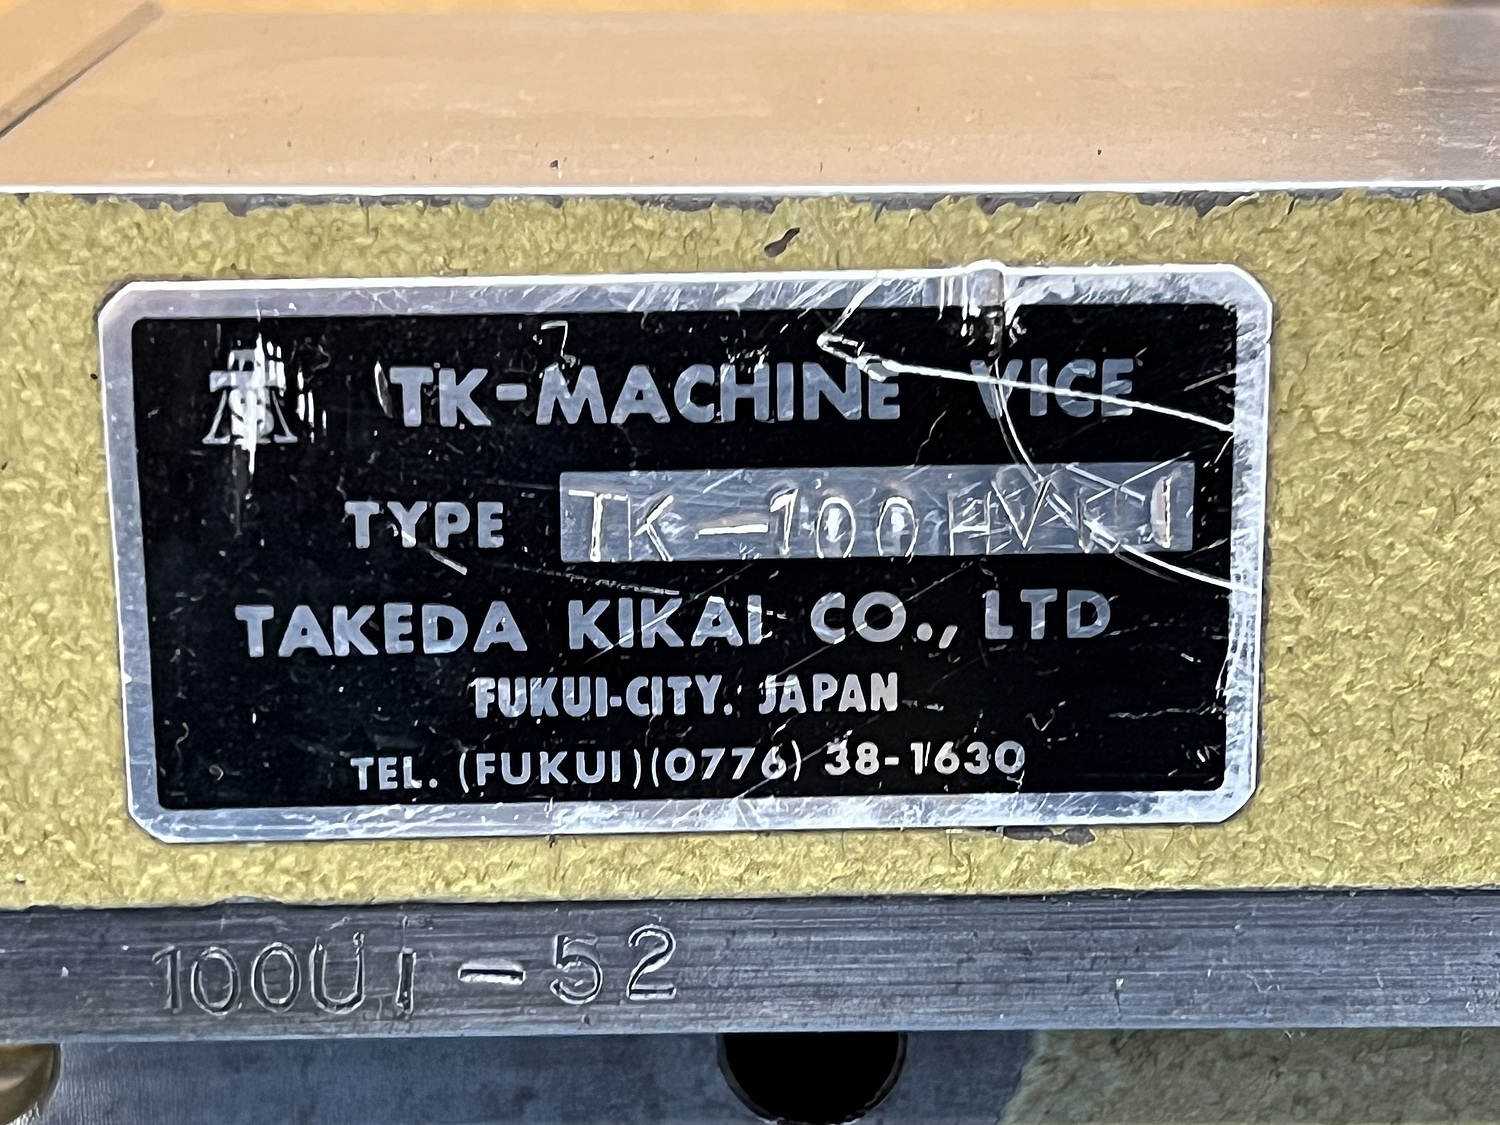 TK-MACHINE VICE
TYPE
TAKEDA KIKAI CO., LTD
FUKUI-CITY. JAPAN
TEL. (FUKUI)(0776) 38-1630
100U1-52